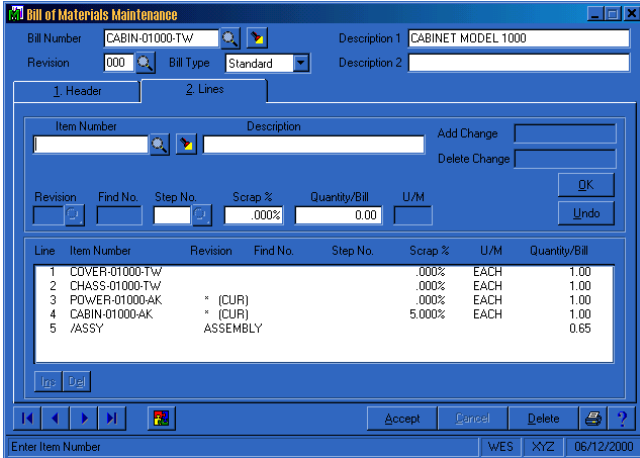 Bill of Materials Maintenance
Bill Number CABIN-01000-TW Description 1 CABINET MODEL 1000
Revision 000 Bill Type Standard Description 2
1. Header 2. Lines
Item Number Description Add Change
Delete Change
OK
Revision Find No. Step No. Scrap % Quantity/Bill U/M
.000% 0.00 Undo
Line Item Number Revision Find No. Step No. Scrap % U/M Quantity/Bill
1 COVER-01000-TW .000% EACH 1.00
2 CHASS-01000-TW .000% EACH 1.00
3 POWER-01000-AK * (CUR) .000% EACH 1.00
4 CABIN-01000-AK * (CUR) 5.000% EACH 1.00
5 /ASSY ASSEMBLY 0.65
Ins Del
Accept Cancel Delete ?
Enter Item Number WES XYZ 06/12/2000